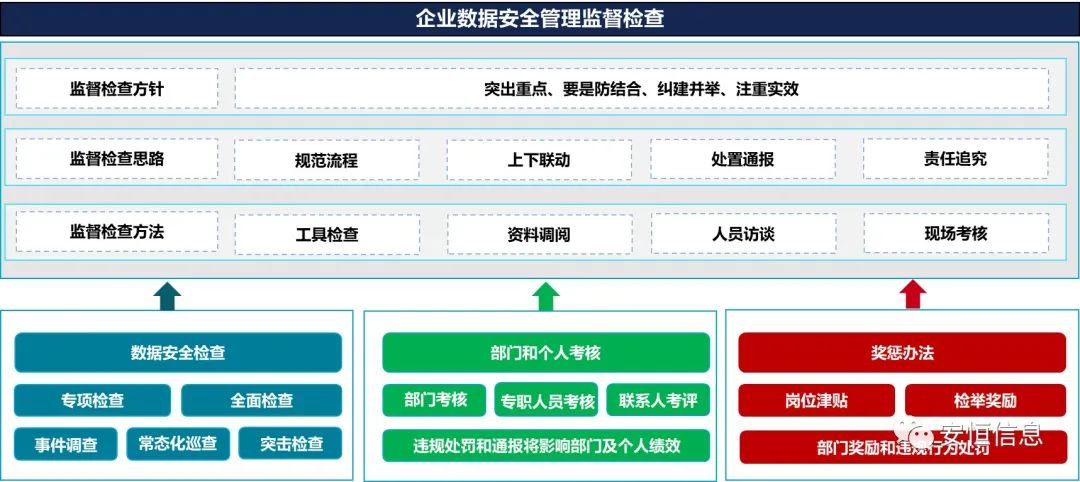 企业数据安全管理监督检查
监督检查方针
突出重点、要是防结合、纠建并举、注重实效
监督检查思路
规范流程
上下联动
处置通报
责任追究
监督检查方法
工具检查
资料调阅
人员访谈
现场考核
数据安全检查
专项检查
全面检查
事件调查
常态化巡查
突击检查
部门和个人考核
部门考核
专职人员考核
联系人考评
违规处罚和通报将影响部门及个人绩效
奖惩办法
岗位津贴
检举奖励
部门奖励和违规行为处罚
安恒信息